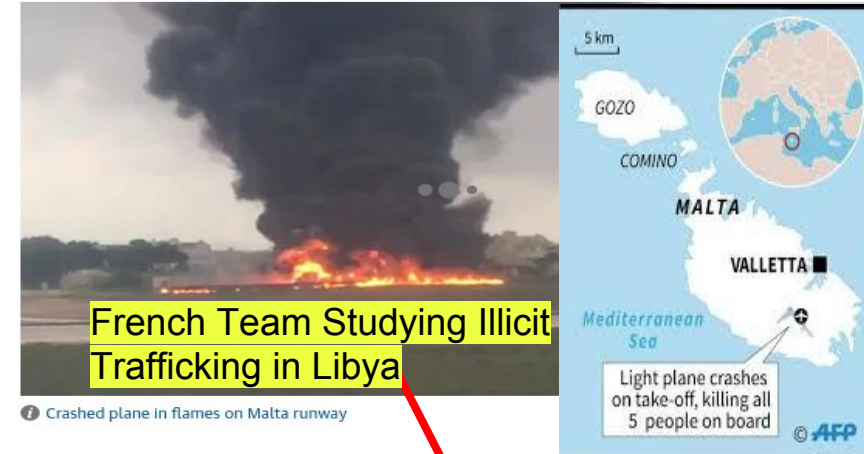 French Team Studying Illicit
Trafficking in Libya
i Crashed plane in flames on Malta runway
5 km
GOZO
COMINO
MALTA
VALLETTA
Mediterranean
Sea
Light plane crashes
on take-off, killing all
5 people on board
© AFP